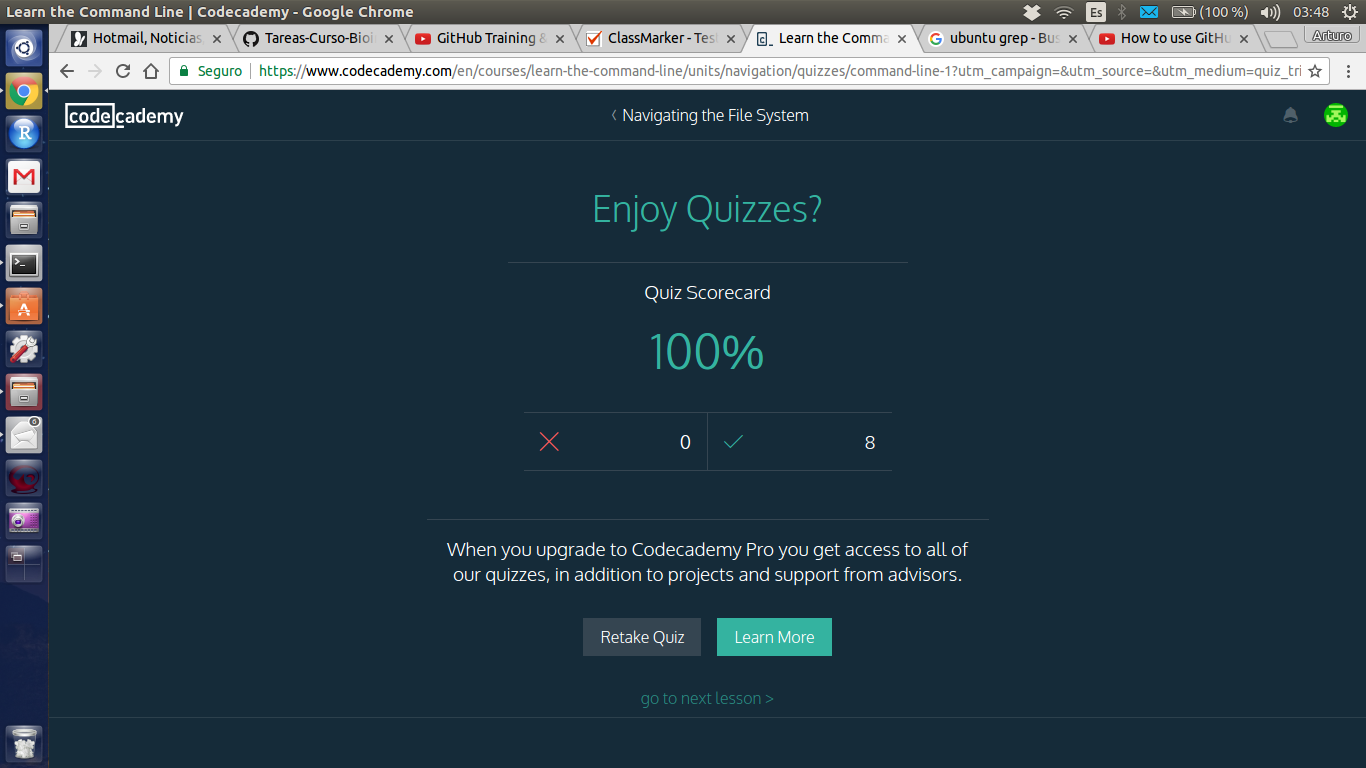 Learn the Command Line | Codecademy - Google Chrome
Es
(100 %)
03:48
Hotmail, Noticias,
Tareas-Curso-Bioi
GitHub Training &
ClassMarker - Test
Learn the Comma
ubuntu grep - Bus
How to use GitHu
Arturo
Seguro
https://www.codecademy.com/en/courses/learn-the-command-line/units/navigation/quizzes/command-line-1?utm_campaign=&utm_source=&utm_medium=quiz_tri
codecademy
〈 Navigating the File System
Enjoy Quizzes?
Quiz Scorecard
100%
0
8
When you upgrade to Codecademy Pro you get access to all of
our quizzes, in addition to projects and support from advisors.
Retake Quiz
Learn More
go to next lesson >